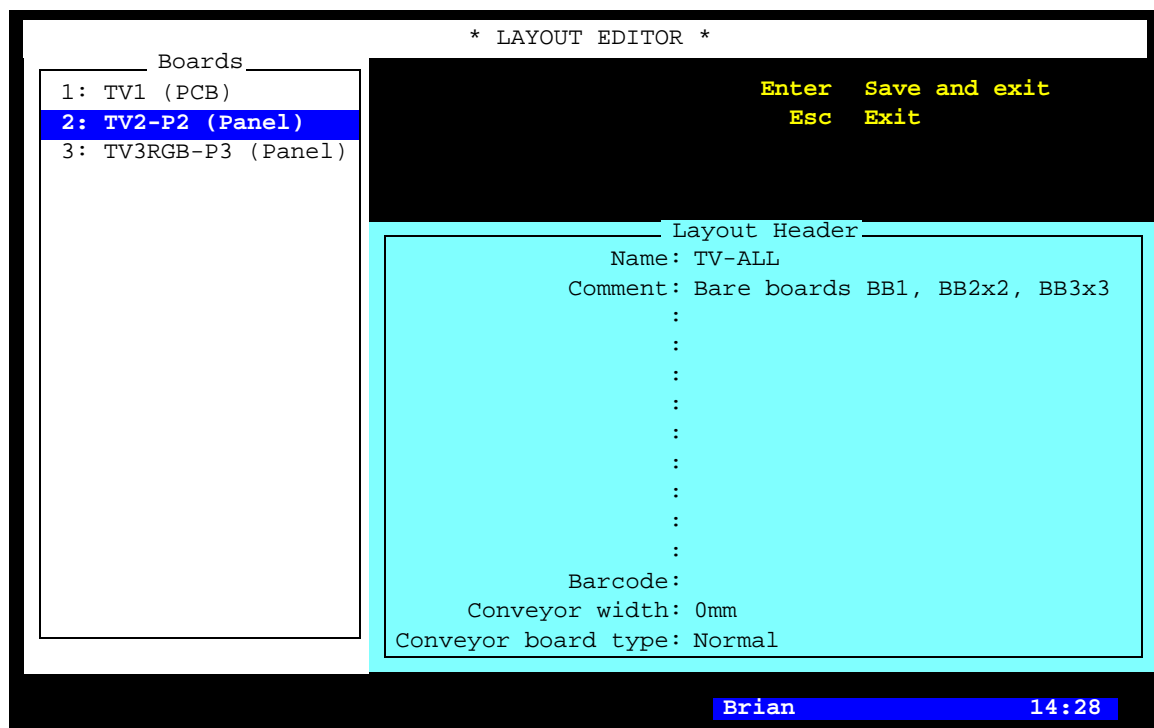 * LAYOUT EDITOR *
Boards
1: TV1 (PCB)
2: TV2-P2 (Panel)
3: TV3RGB-P3 (Panel)
Enter Save and exit
Esc Exit
Layout Header
Name: TV-ALL
Comment: Bare boards BB1, BB2x2, BB3x3
:
:
:
:
:
:
:
:
:
Barcode:
Conveyor width: 0mm
Conveyor board type: Normal
Brian 14:28